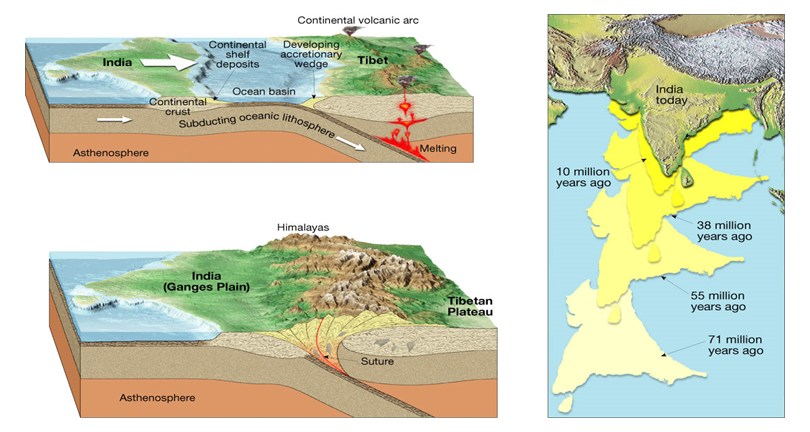 Continental volcanic arc
India
Continental
shelf
deposits
Developing
accretionary
wedge
Tibet
Ocean basin
Continental
crust
Subducting oceanic lithosphere
Melting
Asthenosphere
Himalayas
India
(Ganges Plain)
Tibetan
Plateau
Suture
Asthenosphere
India
today
10 million
years ago
38 million
years ago
55 million
years ago
71 million
years ago